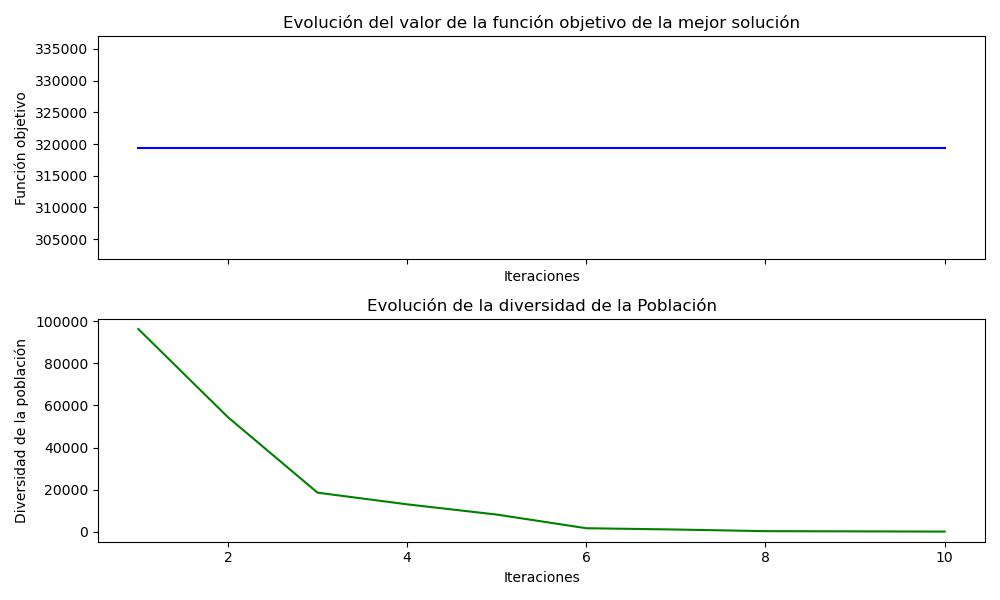 Evolución del valor de la función objetivo de la mejor solución
335000
330000
325000
320000
315000
310000
305000
Función objetivo
Iteraciones
Evolución de la diversidad de la Población
100000
80000
60000
40000
20000
0
Diversidad de la población
2 4 6 8 10
Iteraciones